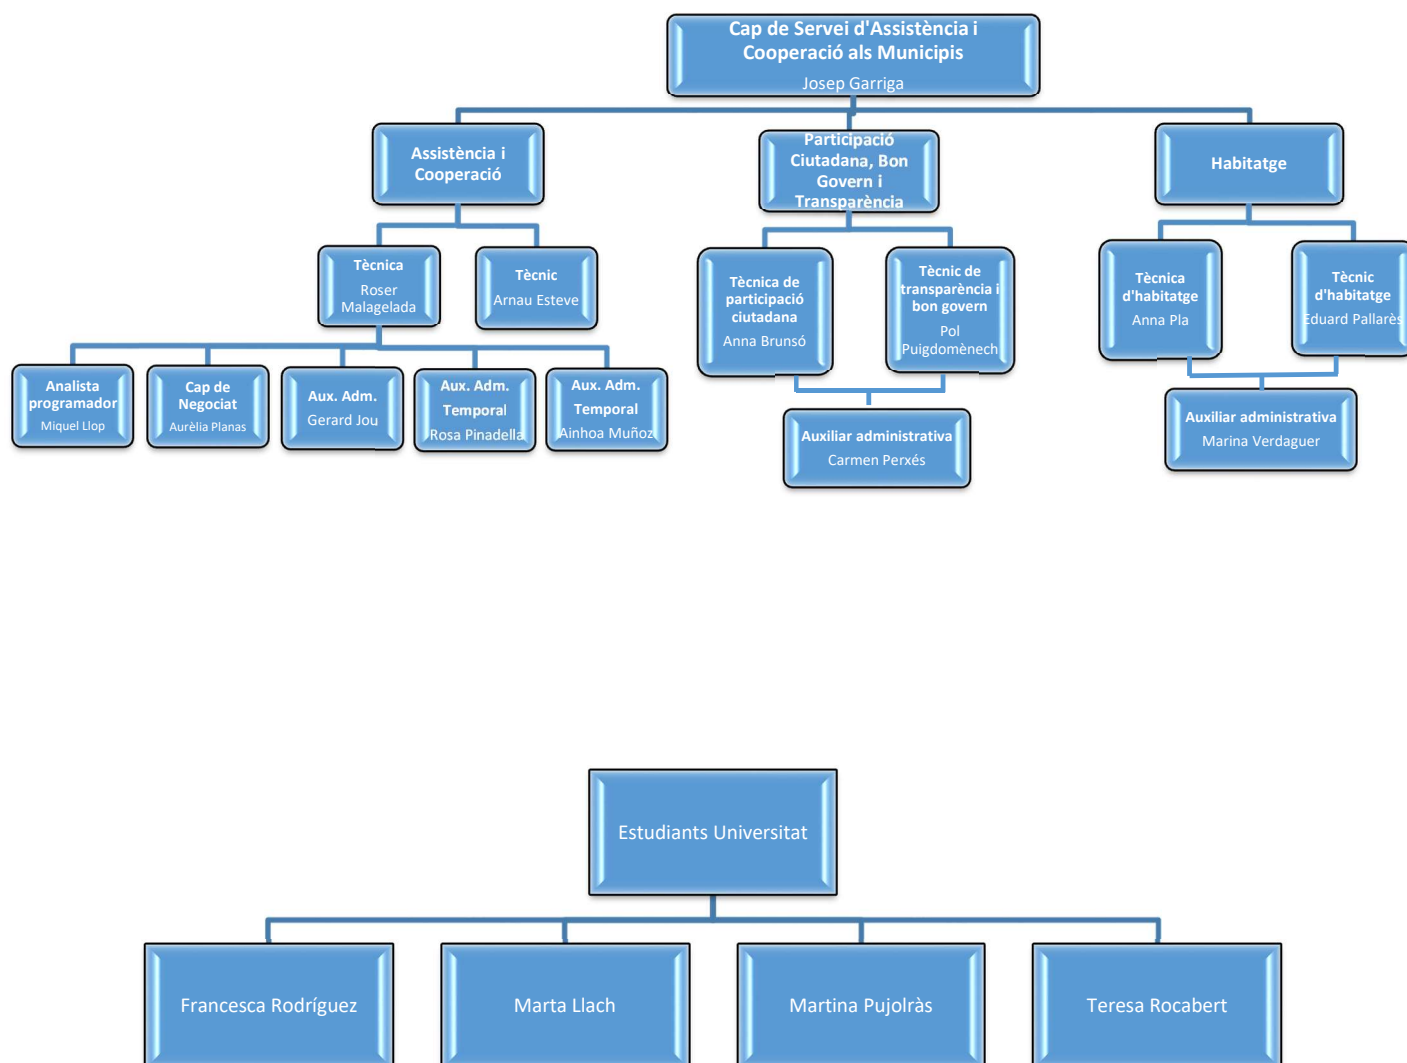 Cap de Servei d'Assistència i
Cooperació als Municipis
Josep Garriga
Assistència i
Cooperació
Participació
Ciutadana, Bon
Govern i
Transparència
Habitatge
Tècnica
Roser
Malagelada
Tècnic
Arnau Esteve
Tècnica de
participació
ciutadana
Anna Brunsó
Tècnic de
transparència i
bon govern
Pol
Puigdomènech
Tècnica
d'habitatge
Anna Pla
Tècnic
d'habitatge
Eduard Pallarès
Analista
programador
Miquel Llop
Cap de
Negociat
Aurèlia Planas
Aux. Adm.
Gerard Jou
Aux. Adm.
Temporal
Rosa Pinadella
Aux. Adm.
Temporal
Ainhoa Muñoz
Auxiliar administrativa
Carmen Perxés
Auxiliar administrativa
Marina Verdaguer
Estudiants Universitat
Francesca Rodríguez
Marta Llach
Martina Pujolràs
Teresa Rocabert